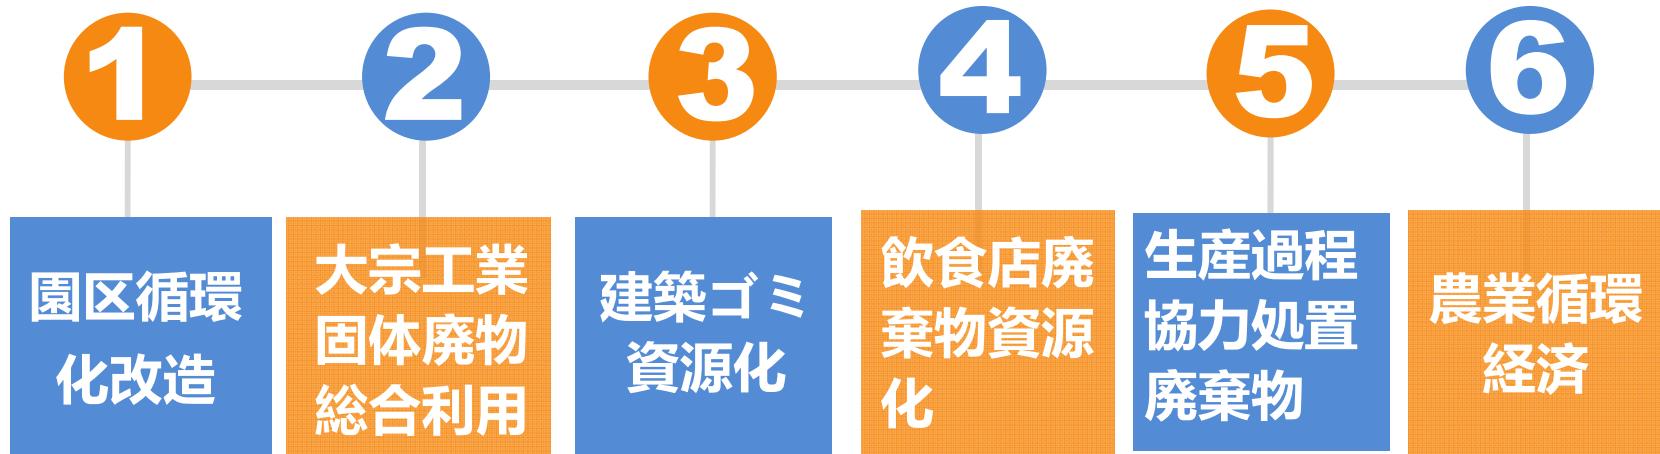 1
2
3
4
5
6
園区循環
化改造
大宗工業
固体廃物
総合利用
建築ゴミ
資源化
飲食店廃
棄物資源
化
生産過程
協力処置
廃棄物
農業循環
経済